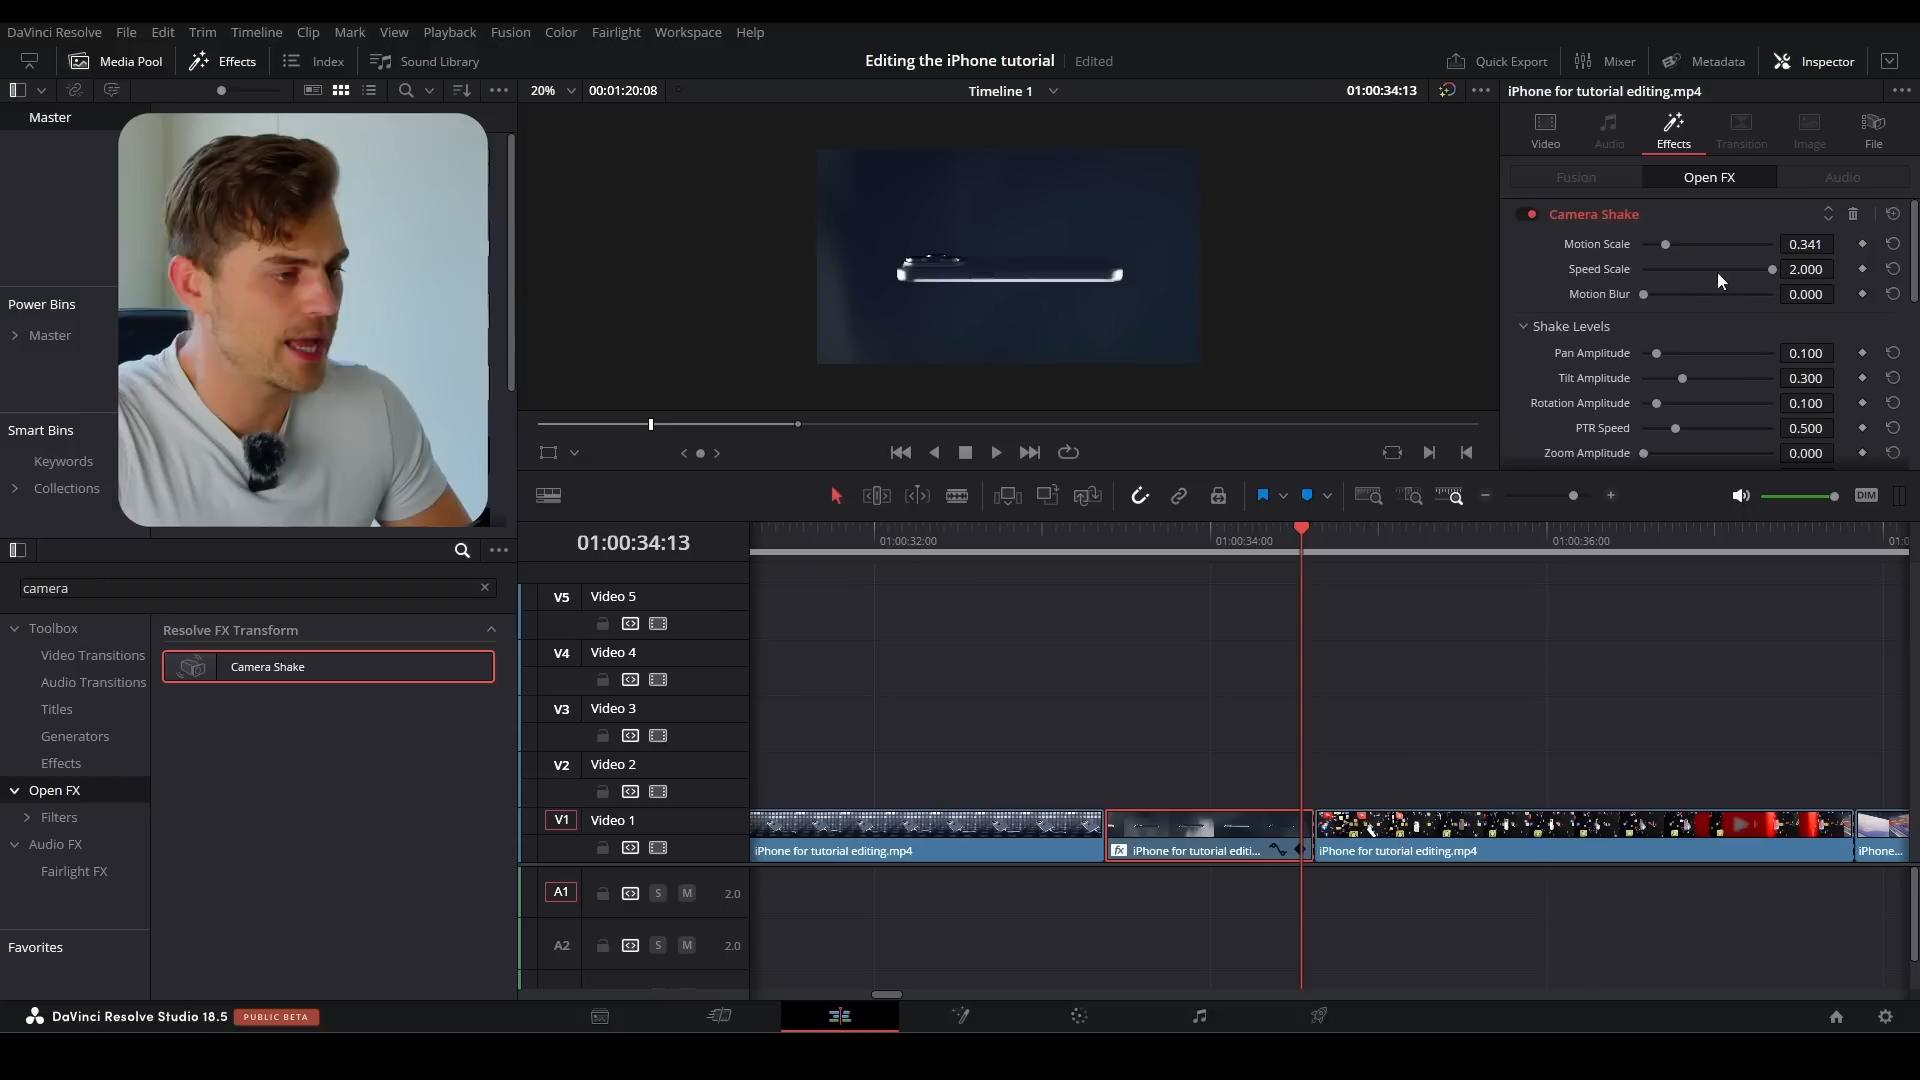 DaVinci Resolve File Edit Trim Timeline Clip Mark View Playback Fusion Color Fairlight Workspace Help
Media Pool Effects Index Sound Library Editing the iPhone tutorial Edited Quick Export Mixer Metadata Inspector
20% 00:01:20:08 Timeline 1 01:00:34:13 iPhone for tutorial editing.mp4
Master
Video Audio Effects Transition Image File
Fusion Open FX Audio
Camera Shake
Motion Scale 0.341
Speed Scale 2.000
Motion Blur 0.000
Shake Levels
Pan Amplitude 0.100
Tilt Amplitude 0.300
Rotation Amplitude 0.100
PTR Speed 0.500
Zoom Amplitude 0.000
Power Bins
Master
Smart Bins
Keywords
Collections
DIM
01:00:34:13
01:00:32:00 01:00:34:00 01:00:36:00 01:0
camera
Toolbox
Video Transitions
Audio Transitions
Titles
Generators
Effects
Open FX
Filters
Audio FX
Fairlight FX
Favorites
Resolve FX Transform
Camera Shake
V5 Video 5
V4 Video 4
V3 Video 3
V2 Video 2
V1 Video 1
iPhone for tutorial editing.mp4 fx iPhone for tutorial editi... iPhone for tutorial editing.mp4 iPhone...
A1 S M 2.0
A2 S M 2.0
DaVinci Resolve Studio 18.5 PUBLIC BETA